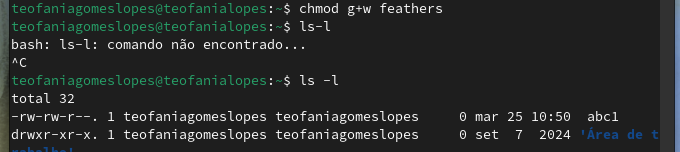 teofaniagomeslopes@teofanialopes:~$ chmod g+w feathers
teofaniagomeslopes@teofanialopes:~$ ls-l
bash: ls-l: comando não encontrado...
^C
teofaniagomeslopes@teofanialopes:~$ ls -l
total 32
-rw-rw-r--. 1 teofaniagomeslopes teofaniagomeslopes     0 mar 25 10:50  abc1
drwxr-xr-x. 1 teofaniagomeslopes teofaniagomeslopes     0 set  7  2024 'Área de t